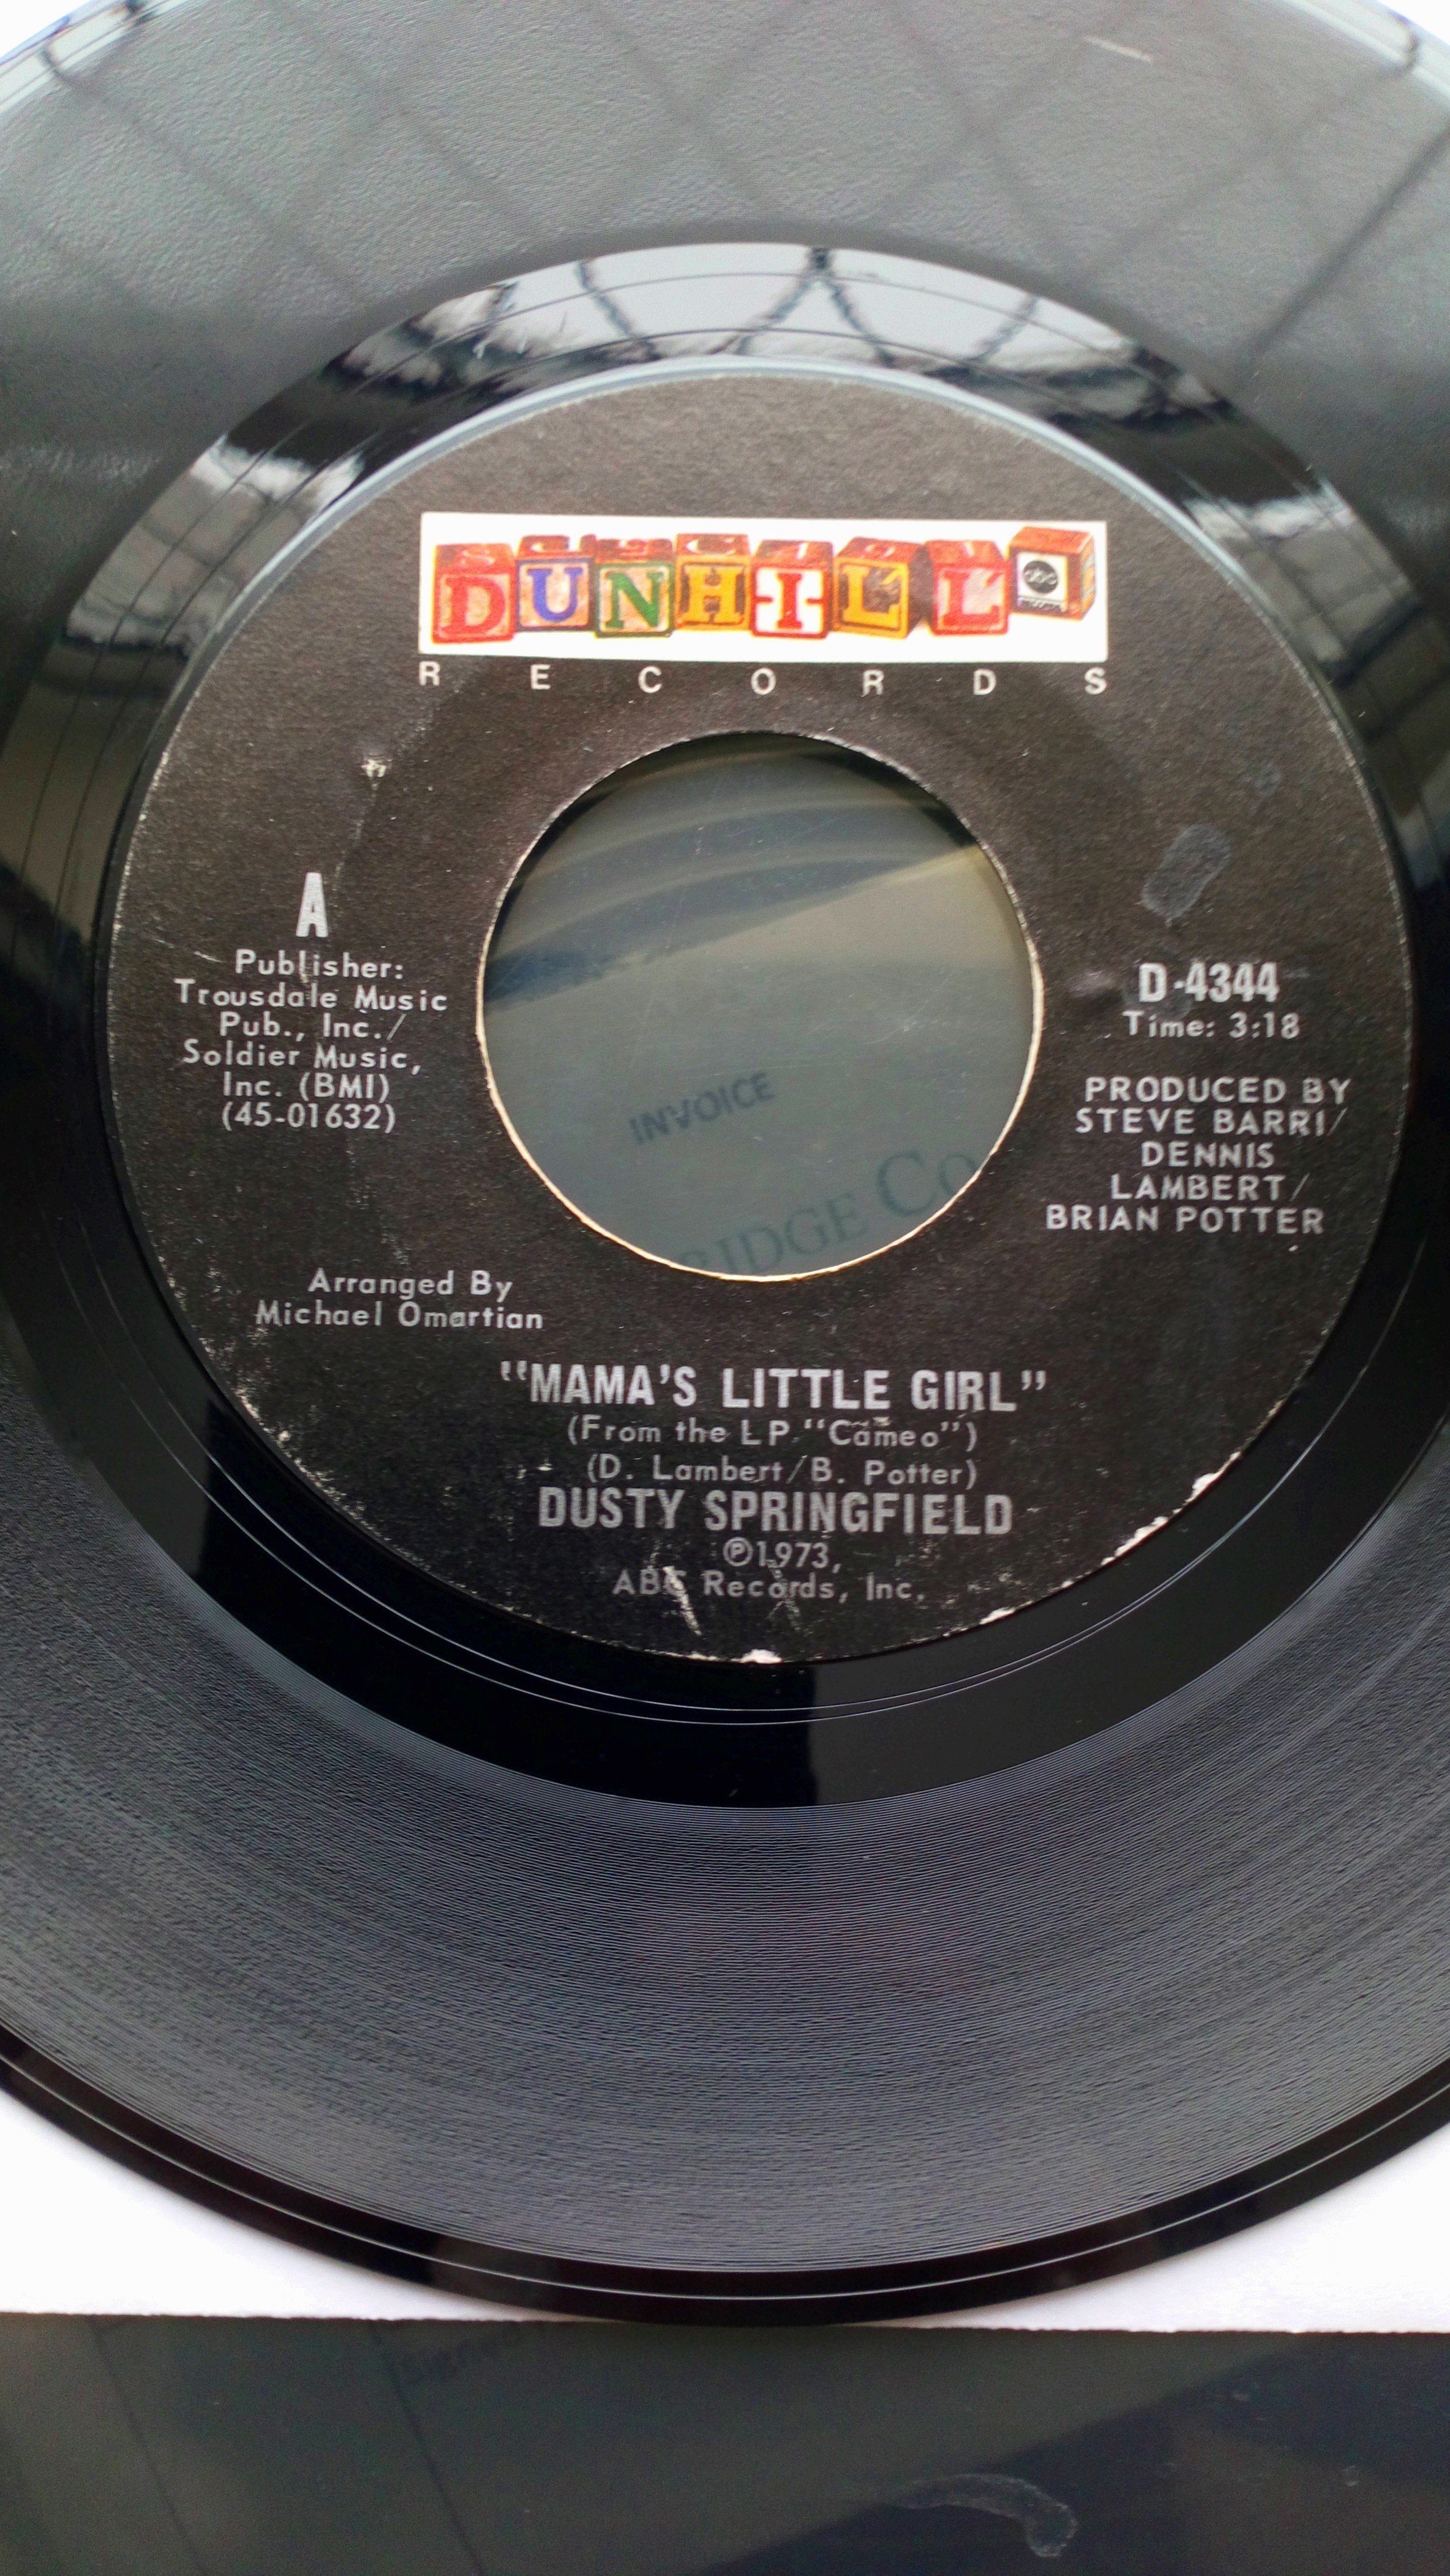 DUNHILL
abc
RECORDS
A
Publisher:
Trousdale Music
Pub., Inc./
Soldier Music,
Inc. (BMI)
(45-01632)
D-4344
Time: 3:18
PRODUCED BY
STEVE BARRI/
DENNIS
LAMBERT/
BRIAN POTTER
INVOICE
Arranged By
Michael Omartian
"MAMA'S LITTLE GIRL"
(From the LP "Cameo")
(D. Lambert/B. Potter)
DUSTY SPRINGFIELD
℗1973,
ABC Records, Inc.